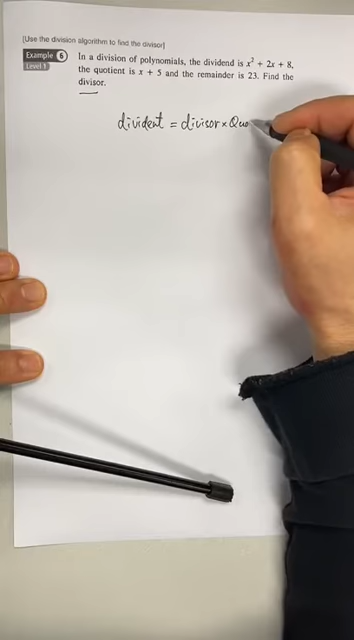 [Use the division algorithm to find the divisor]
Example 6 In a division of polynomials, the dividend is x² + 2x + 8,
Level 1 the quotient is x + 5 and the remainder is 23. Find the
divisor.
divident = divisor × Quo